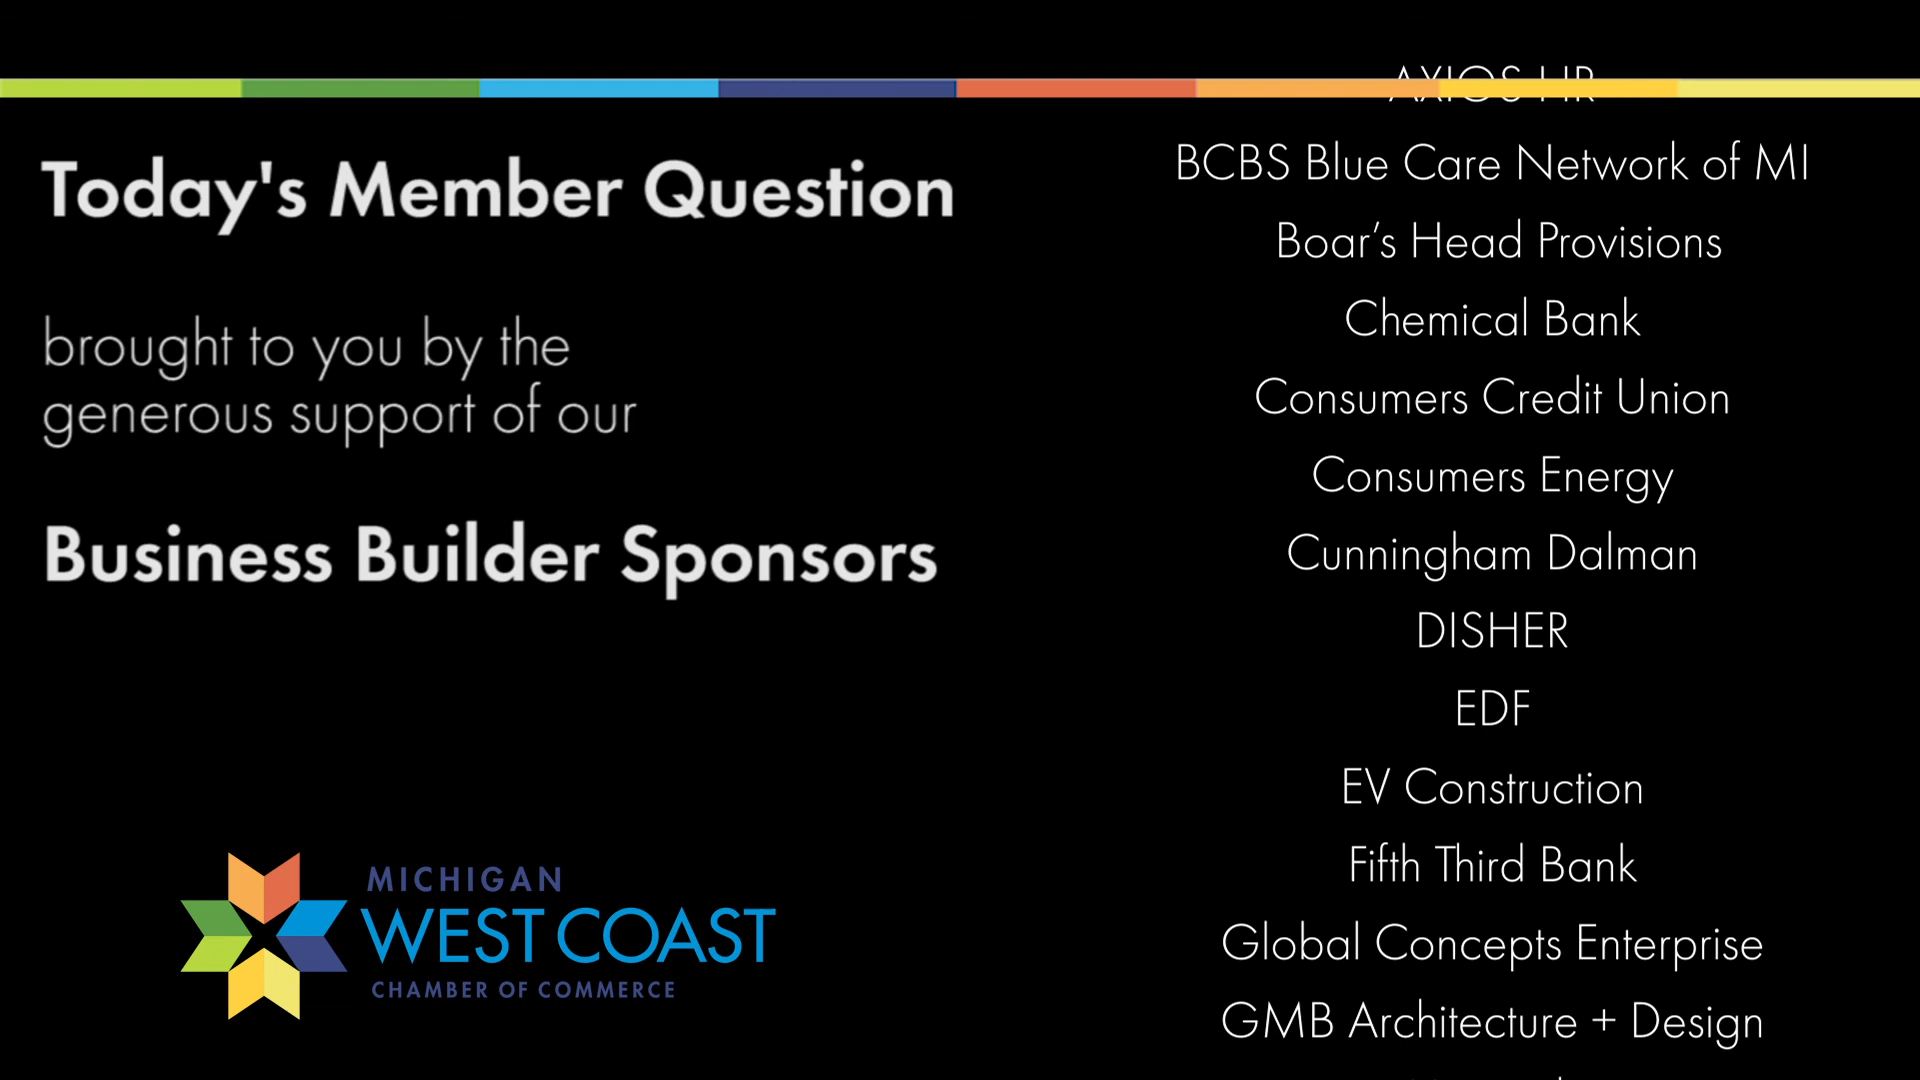 Today's Member Question
brought to you by the
generous support of our
Business Builder Sponsors
MICHIGAN
WEST COAST
CHAMBER OF COMMERCE
AXIOS HR
BCBS Blue Care Network of MI
Boar’s Head Provisions
Chemical Bank
Consumers Credit Union
Consumers Energy
Cunningham Dalman
DISHER
EDF
EV Construction
Fifth Third Bank
Global Concepts Enterprise
GMB Architecture + Design